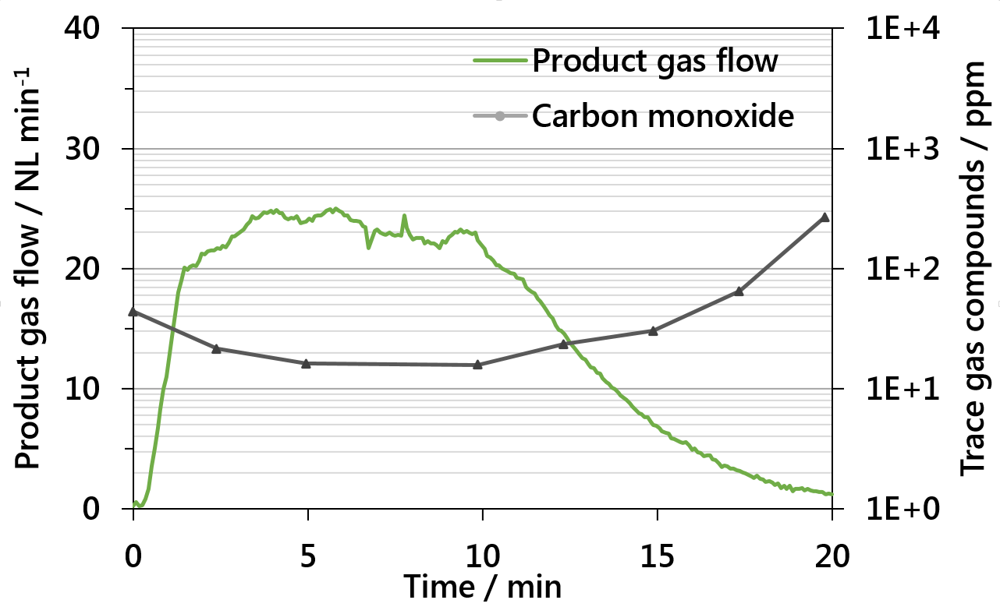 Product gas flow / NL min⁻¹
40
30
20
10
0
Product gas flow
Carbon monoxide
1E+4
1E+3
1E+2
1E+1
1E+0
Trace gas compounds / ppm
0 5 10 15 20
Time / min